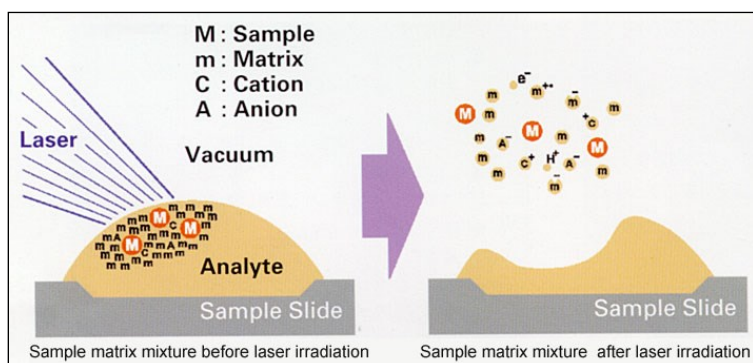 M : Sample
m : Matrix
C : Cation
A : Anion
Laser
Vacuum
Analyte
Sample Slide
Sample matrix mixture before laser irradiation
e⁻
m⁺•
m⁻
M
m
⁺C
A⁻
M
m
M
C⁺
H⁺
A⁻
m⁻
Sample Slide
Sample matrix mixture after laser irradiation